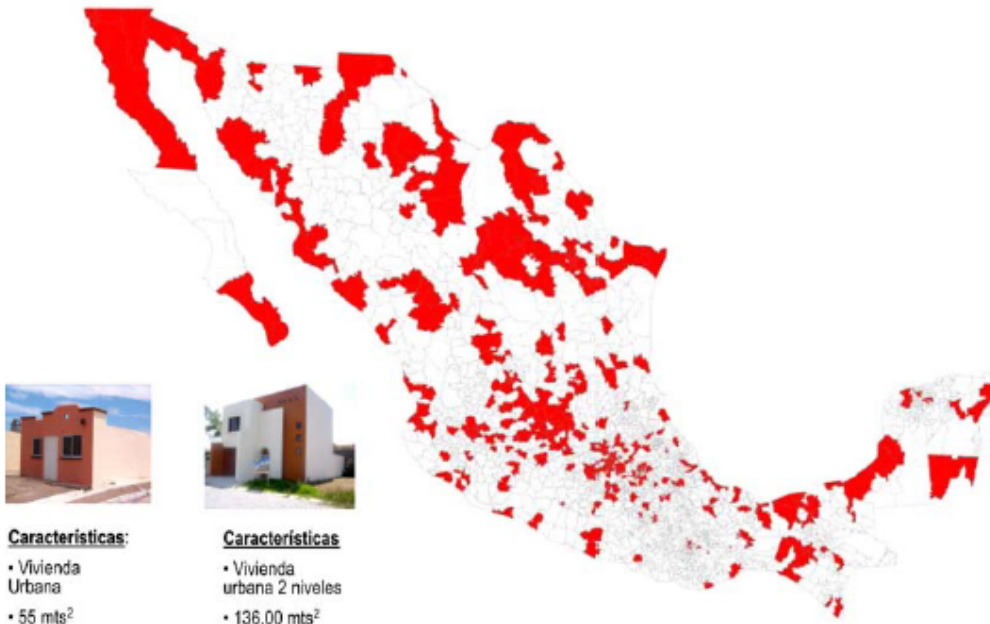 Características:
• Vivienda
Urbana
• 55 mts²
Características
• Vivienda
urbana 2 niveles
• 136.00 mts²